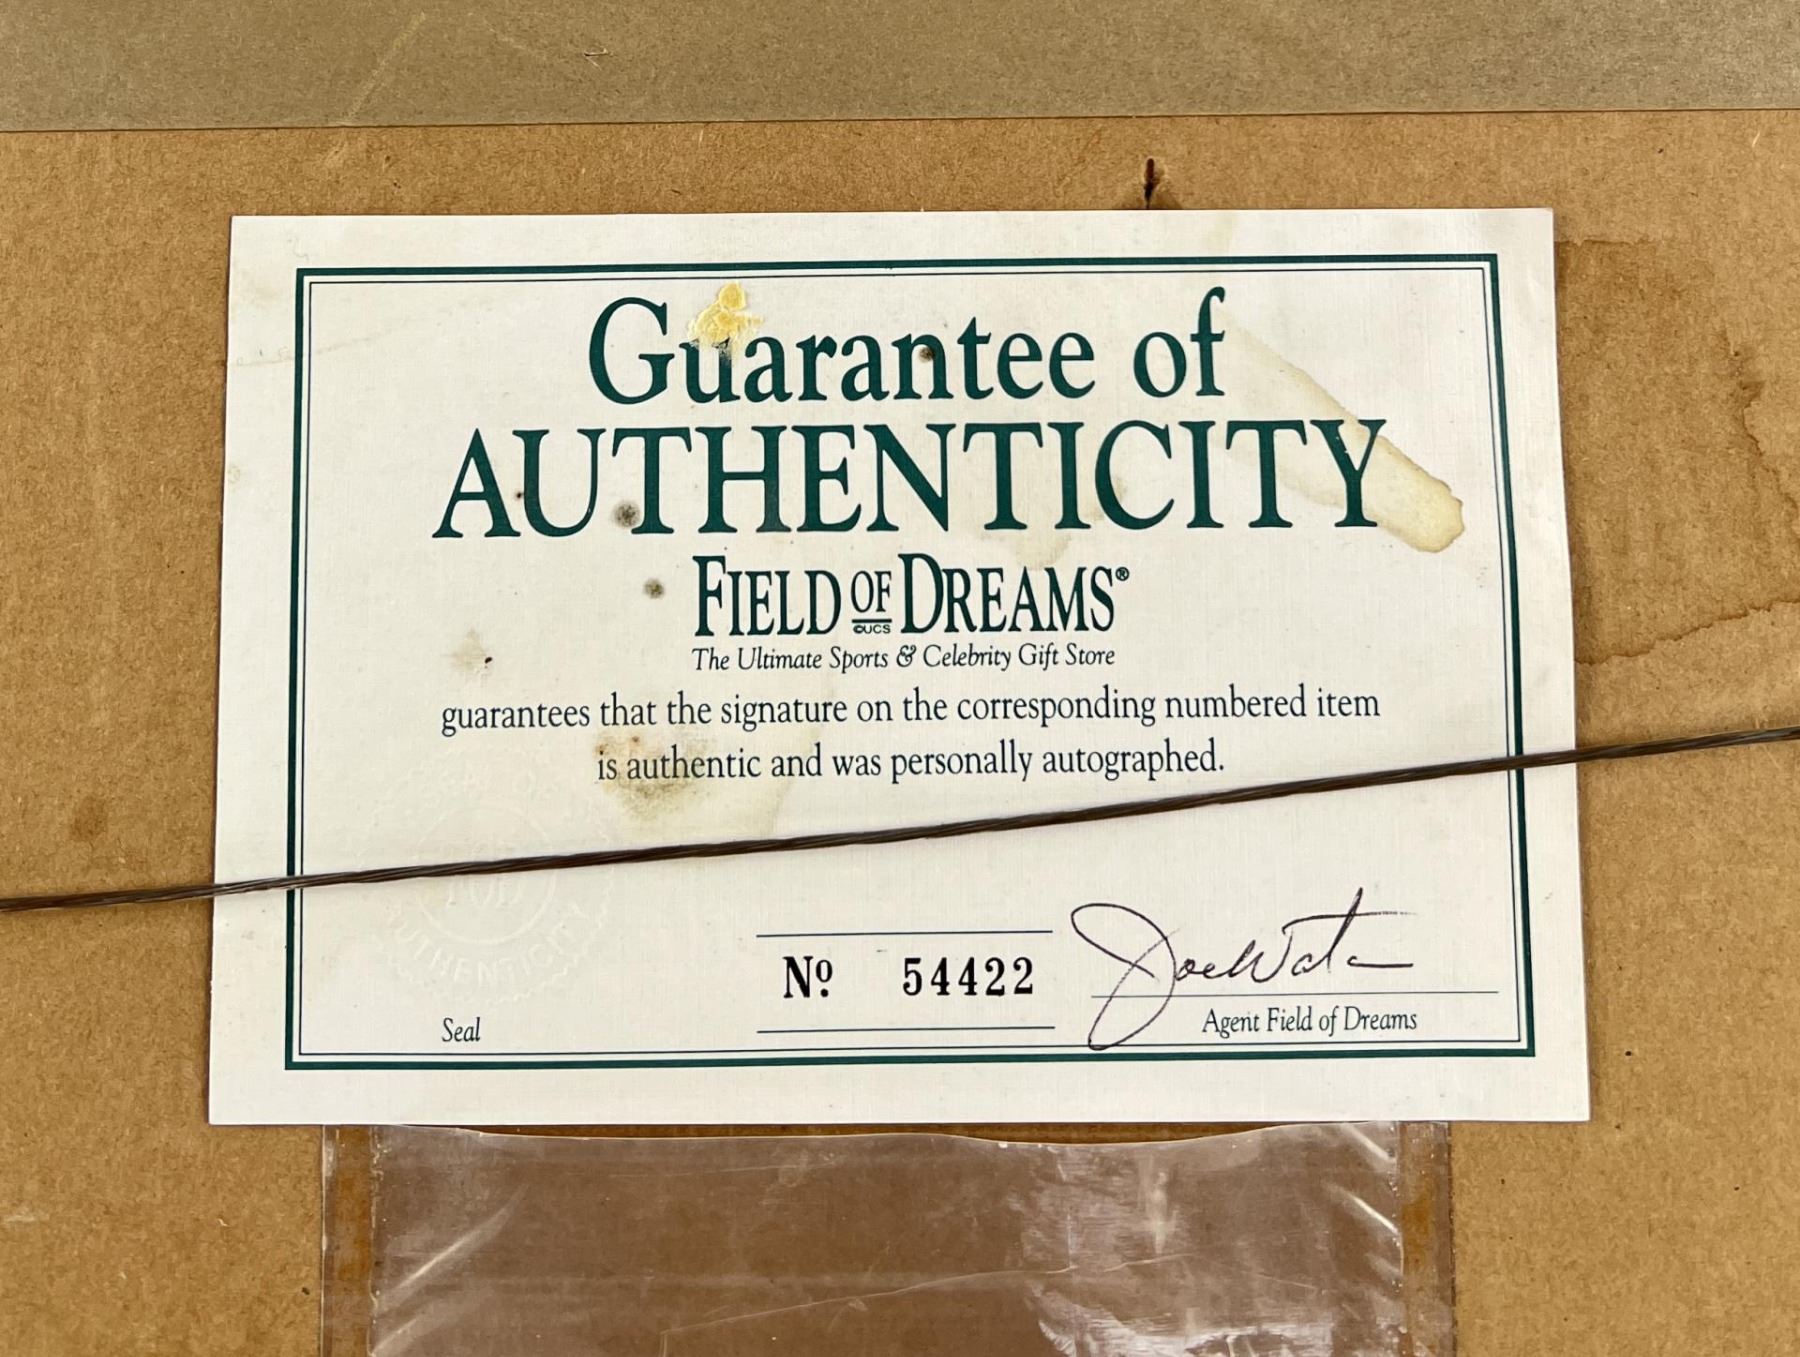 Guarantee of
AUTHENTICITY
FIELD OF DREAMS®
©UCS
The Ultimate Sports & Celebrity Gift Store
guarantees that the signature on the corresponding numbered item
is authentic and was personally autographed.
AUTHENTICITY
Nº 54422
Seal
Agent Field of Dreams